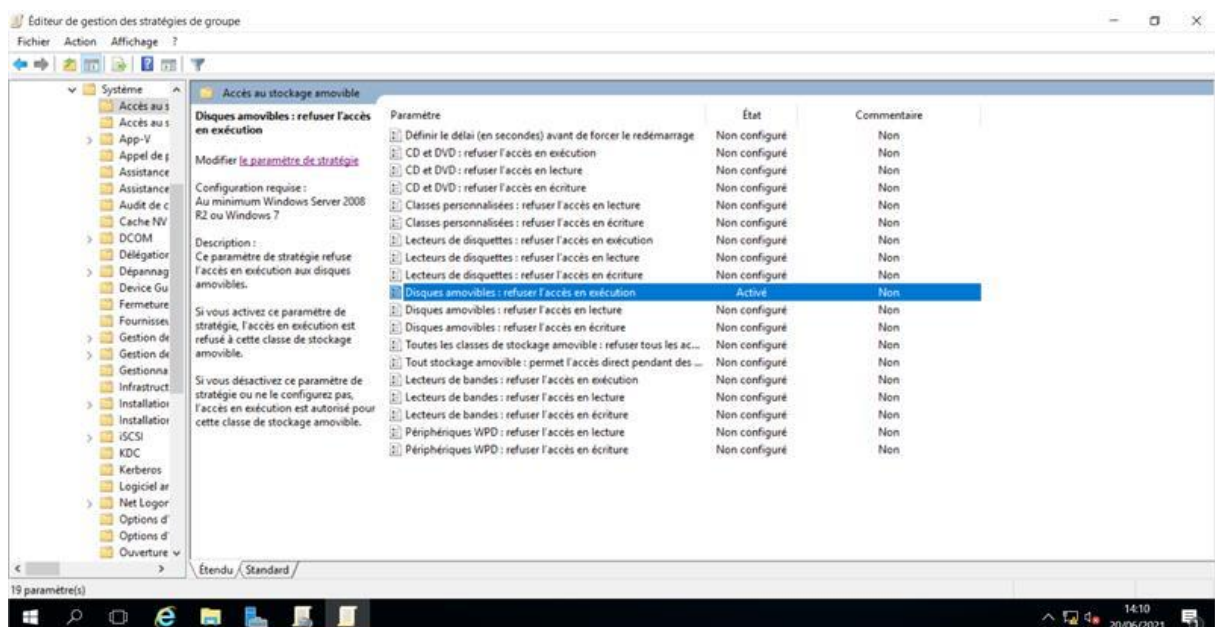 Éditeur de gestion des stratégies de groupe
Fichier Action Affichage ?
Système
Accès au s
Accès au s
App-V
Appel de p
Assistance
Assistance
Audit de c
Cache NV
DCOM
Délégation
Dépannag
Device Gu
Fermeture
Fournisseu
Gestion de
Gestion de
Gestionna
Infrastruct
Installation
Installation
iSCSI
KDC
Kerberos
Logiciel ar
Net Logor
Options d'
Options d'
Ouverture
Accès au stockage amovible
Disques amovibles : refuser l'accès
en exécution
Modifier le paramètre de stratégie
Configuration requise :
Au minimum Windows Server 2008
R2 ou Windows 7
Description :
Ce paramètre de stratégie refuse
l'accès en exécution aux disques
amovibles.
Si vous activez ce paramètre de
stratégie, l'accès en exécution est
refusé à cette classe de stockage
amovible.
Si vous désactivez ce paramètre de
stratégie ou ne le configurez pas,
l'accès en exécution est autorisé pour
cette classe de stockage amovible.
Paramètre État Commentaire
Définir le délai (en secondes) avant de forcer le redémarrage Non configuré Non
CD et DVD : refuser l'accès en exécution Non configuré Non
CD et DVD : refuser l'accès en lecture Non configuré Non
CD et DVD : refuser l'accès en écriture Non configuré Non
Classes personnalisées : refuser l'accès en lecture Non configuré Non
Classes personnalisées : refuser l'accès en écriture Non configuré Non
Lecteurs de disquettes : refuser l'accès en exécution Non configuré Non
Lecteurs de disquettes : refuser l'accès en lecture Non configuré Non
Lecteurs de disquettes : refuser l'accès en écriture Non configuré Non
Disques amovibles : refuser l'accès en exécution Activé Non
Disques amovibles : refuser l'accès en lecture Non configuré Non
Disques amovibles : refuser l'accès en écriture Non configuré Non
Toutes les classes de stockage amovible : refuser tous les ac... Non configuré Non
Tout stockage amovible : permet l'accès direct pendant des ... Non configuré Non
Lecteurs de bandes : refuser l'accès en exécution Non configuré Non
Lecteurs de bandes : refuser l'accès en lecture Non configuré Non
Lecteurs de bandes : refuser l'accès en écriture Non configuré Non
Périphériques WPD : refuser l'accès en lecture Non configuré Non
Périphériques WPD : refuser l'accès en écriture Non configuré Non
Étendu Standard
19 paramètre(s)
14:10
20/06/2021